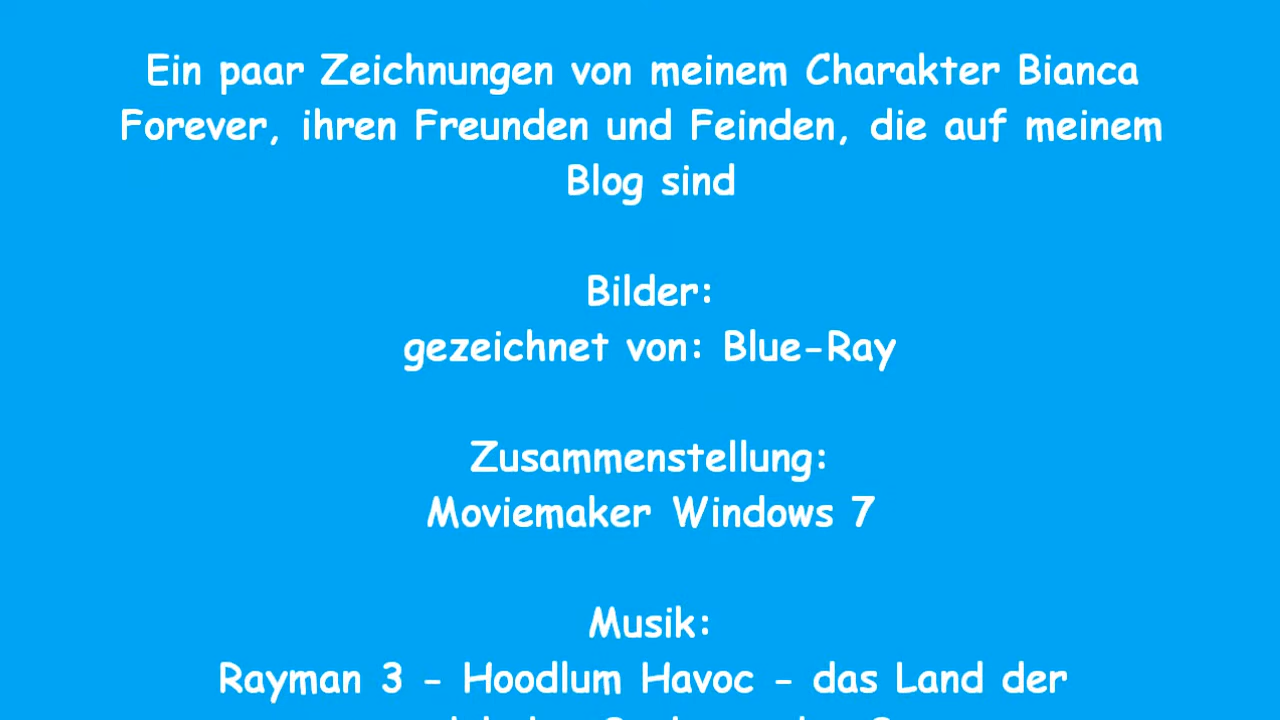 Ein paar Zeichnungen von meinem Charakter Bianca
Forever, ihren Freunden und Feinden, die auf meinem
Blog sind
Bilder:
gezeichnet von: Blue-Ray
Zusammenstellung:
Moviemaker Windows 7
Musik:
Rayman 3 - Hoodlum Havoc - das Land der